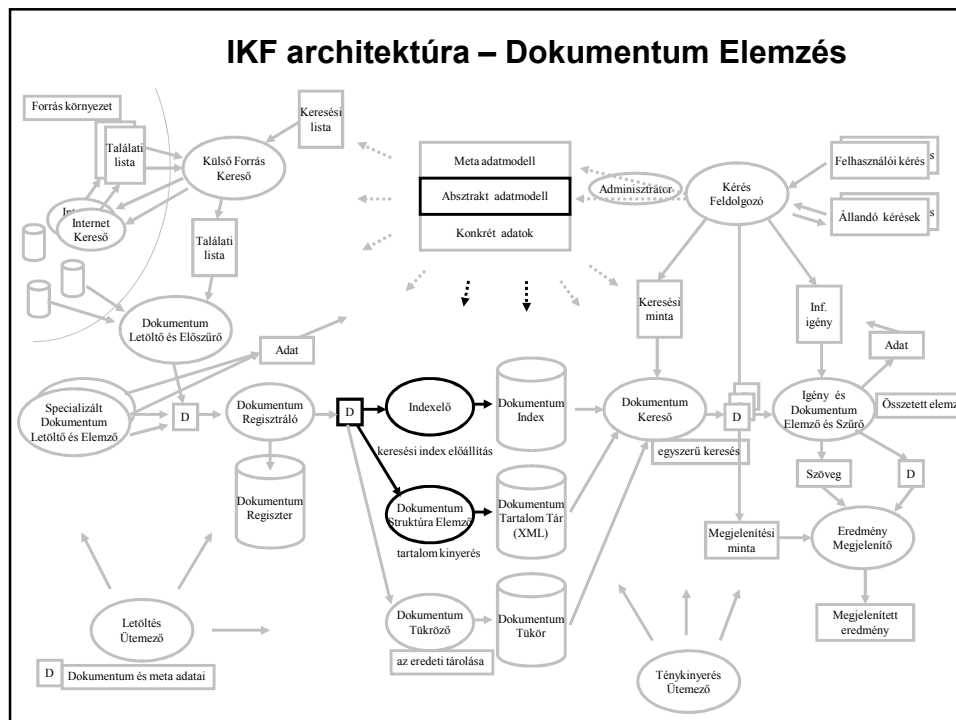 IKF architektúra – Dokumentum Elemzés
Forrás környezet
Találati
lista
Keresési
lista
Külső Forrás
Kereső
Internet
Kereső
Találati
lista
Meta adatmodell
Absztrakt adatmodell
Konkrét adatok
Adminisztrátor
Kérés
Feldolgozó
Felhasználói kérés
s
Állandó kérések
s
Dokumentum
Letöltő és Előszűrő
Adat
Keresési
minta
Inf.
igény
Adat
Specializált
Dokumentum
Letöltő és Elemző
D
Dokumentum
Regisztráló
D
Indexelő
Dokumentum
Index
Dokumentum
Kereső
D
Igény és
Dokumentum
Elemző és Szűrő
Összetett elemz
keresési index előállítás
egyszerű keresés
Dokumentum
Regiszter
Dokumentum
Struktúra Elemző
tartalom kinyerés
Dokumentum
Tartalom Tár
(XML)
Szöveg
D
Megjelenítési
minta
Eredmény
Megjelenítő
Letöltés
Ütemező
Dokumentum
Tükröző
az eredeti tárolása
Dokumentum
Tükör
Megjelenített
eredmény
Ténykinyerés
Ütemező
D
Dokumentum és meta adatai